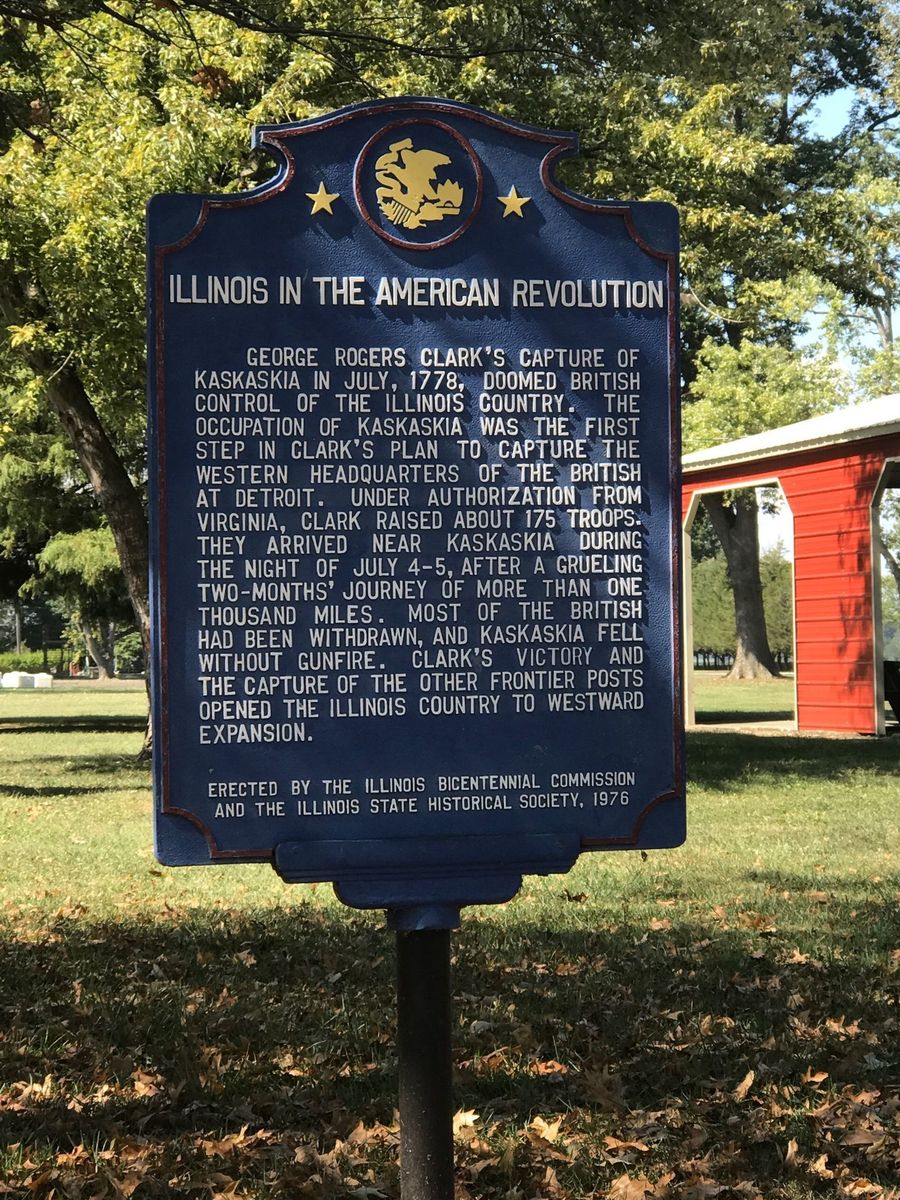 ILLINOIS IN THE AMERICAN REVOLUTION
GEORGE ROGERS CLARK'S CAPTURE OF
KASKASKIA IN JULY, 1778, DOOMED BRITISH
CONTROL OF THE ILLINOIS COUNTRY. THE
OCCUPATION OF KASKASKIA WAS THE FIRST
STEP IN CLARK'S PLAN TO CAPTURE THE
WESTERN HEADQUARTERS OF THE BRITISH
AT DETROIT. UNDER AUTHORIZATION FROM
VIRGINIA, CLARK RAISED ABOUT 175 TROOPS.
THEY ARRIVED NEAR KASKASKIA DURING
THE NIGHT OF JULY 4-5, AFTER A GRUELING
TWO-MONTHS' JOURNEY OF MORE THAN ONE
THOUSAND MILES. MOST OF THE BRITISH
HAD BEEN WITHDRAWN, AND KASKASKIA FELL
WITHOUT GUNFIRE. CLARK'S VICTORY AND
THE CAPTURE OF THE OTHER FRONTIER POSTS
OPENED THE ILLINOIS COUNTRY TO WESTWARD
EXPANSION.
ERECTED BY THE ILLINOIS BICENTENNIAL COMMISSION
AND THE ILLINOIS STATE HISTORICAL SOCIETY, 1976